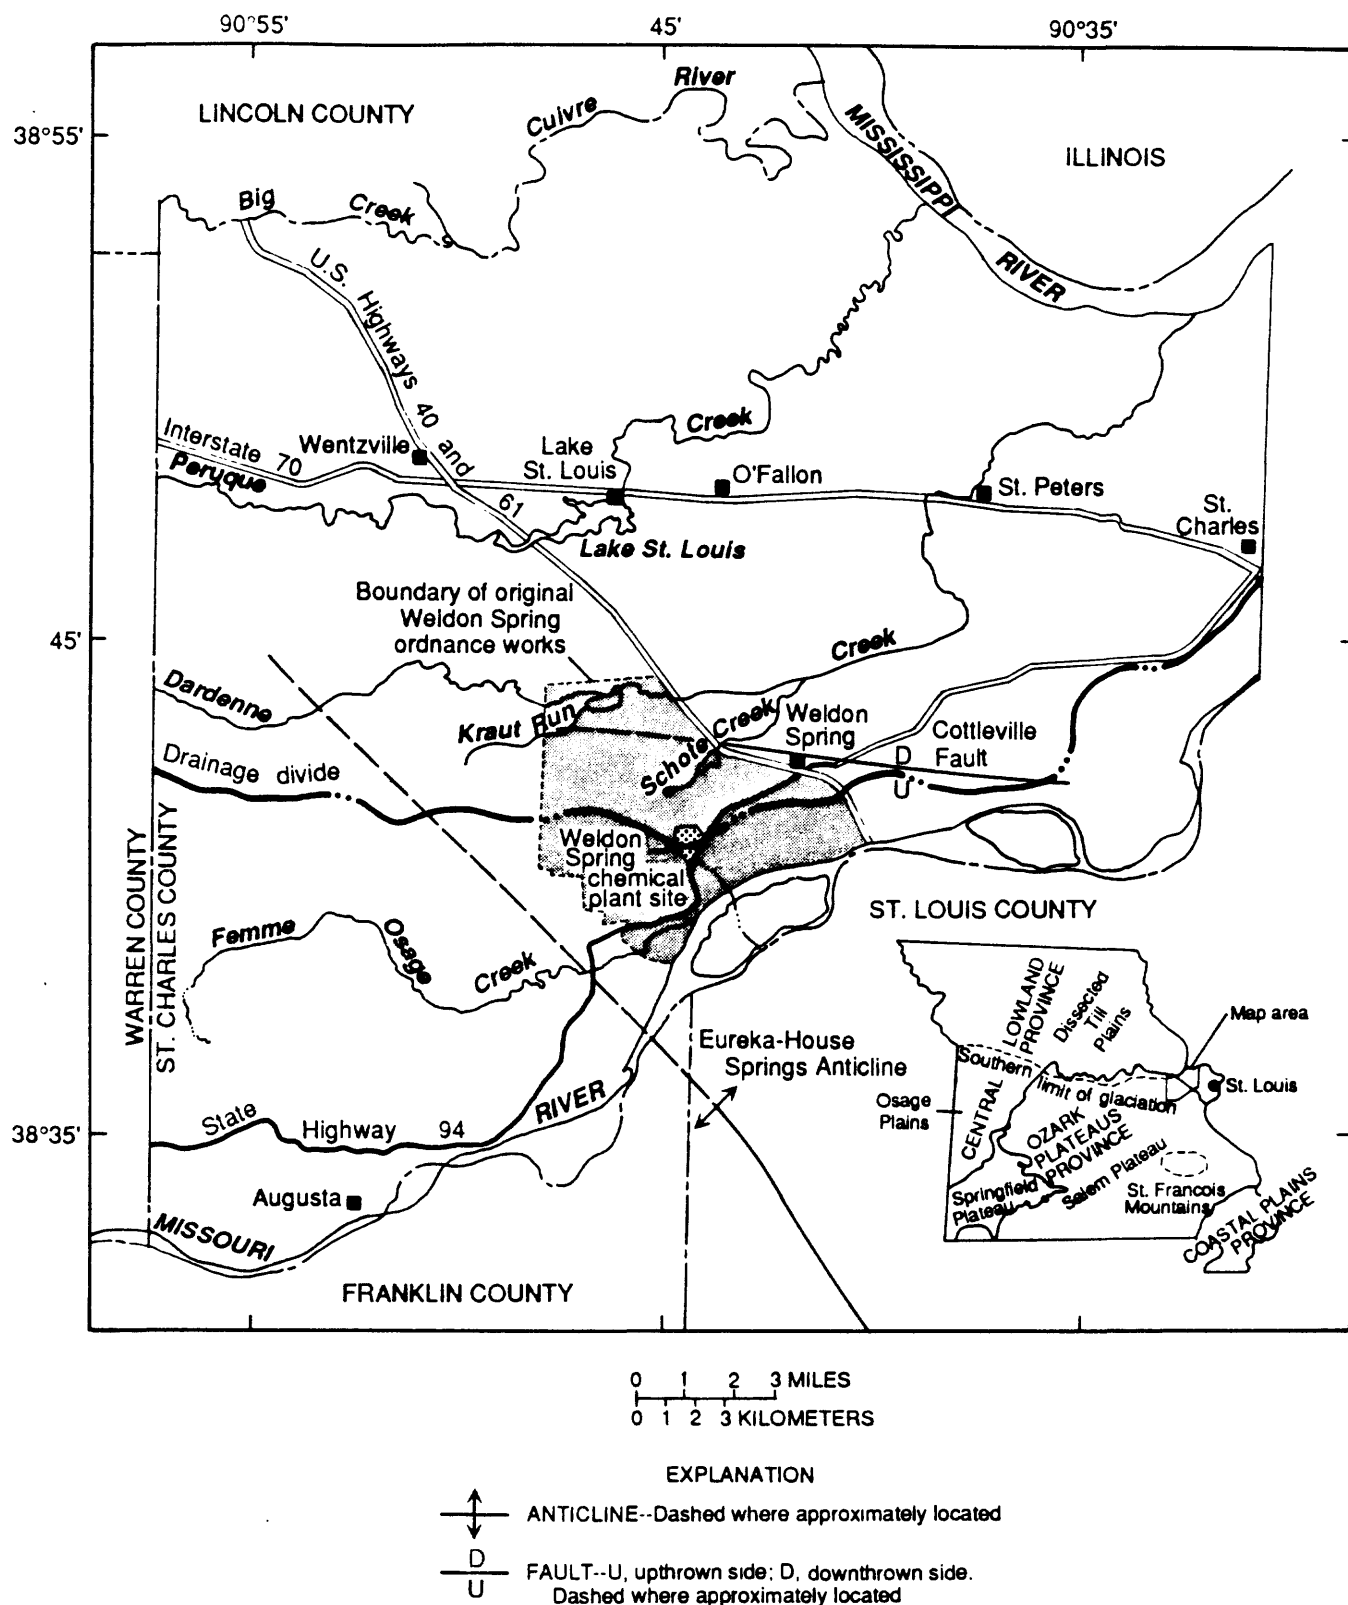 90°55'
45'
90°35'
38°55'
45'
38°35'
LINCOLN COUNTY
Cuivre River
MISSISSIPPI
RIVER
ILLINOIS
Big Creek
U.S. Highways 40 and 61
Interstate 70
Wentzville
Lake
St. Louis
Creek
O'Fallon
St. Peters
St.
Charles
Peruque
Lake St. Louis
Boundary of original
Weldon Spring
ordnance works
Dardenne
Creek
Kraut Run
Schote Creek
Weldon
Spring
Cottleville
Fault
D
U
Drainage divide
Weldon
Spring
chemical
plant site
WARREN COUNTY
ST. CHARLES COUNTY
Femme
Osage
Creek
ST. LOUIS COUNTY
Eureka-House
Springs Anticline
State Highway 94
RIVER
Augusta
MISSOURI
FRANKLIN COUNTY
LOWLAND
PROVINCE
Dissected
Till
Plains
Map area
Southern limit of glaciation
St. Louis
Osage
Plains
CENTRAL
OZARK
PLATEAUS
PROVINCE
Springfield
Plateau
Salem Plateau
St. Francois
Mountains
COASTAL PLAINS
PROVINCE
0 1 2 3 MILES
0 1 2 3 KILOMETERS
EXPLANATION
ANTICLINE--Dashed where approximately located
D
U
FAULT--U, upthrown side; D, downthrown side.
Dashed where approximately located